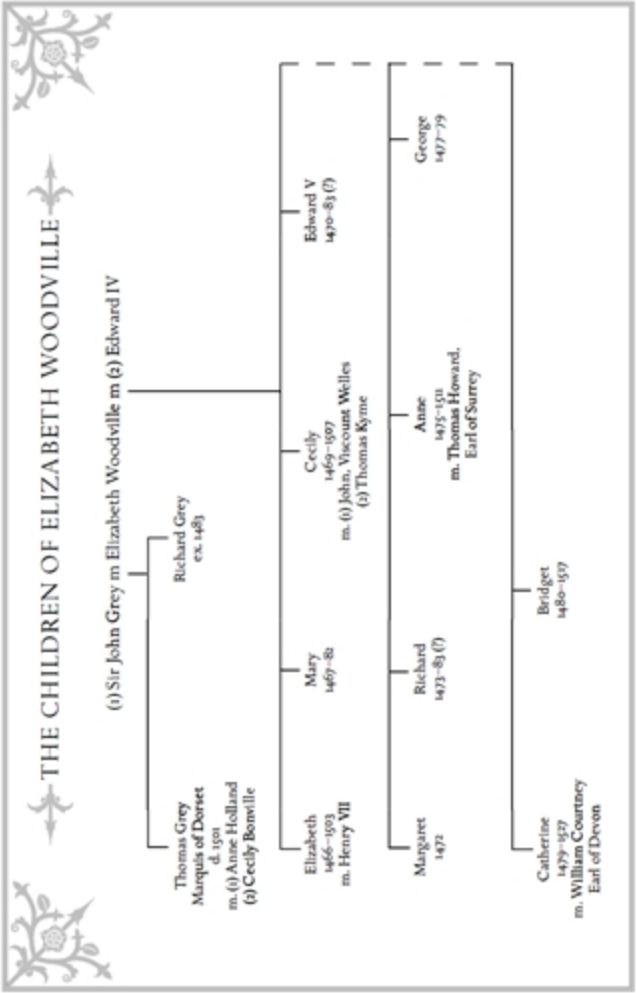 THE CHILDREN OF ELIZABETH WOODVILLE
(1) Sir John Grey m Elizabeth Woodville m (2) Edward IV
Thomas Grey
Marquis of Dorset
d. 1501
m. (1) Anne Holland
(2) Cecily Bonville
Richard Grey
ex. 1483
Elizabeth
1466–1503
m. Henry VII
Mary
1467–82
Cecily
1469–1507
m. (1) John, Viscount Welles
(2) Thomas Kyme
Edward V
1470–83 (?)
Margaret
1472
Richard
1473–83 (?)
Anne
1475–1511
m. Thomas Howard,
Earl of Surrey
George
1477–79
Catherine
1479–1527
m. William Courtney
Earl of Devon
Bridget
1480–1517